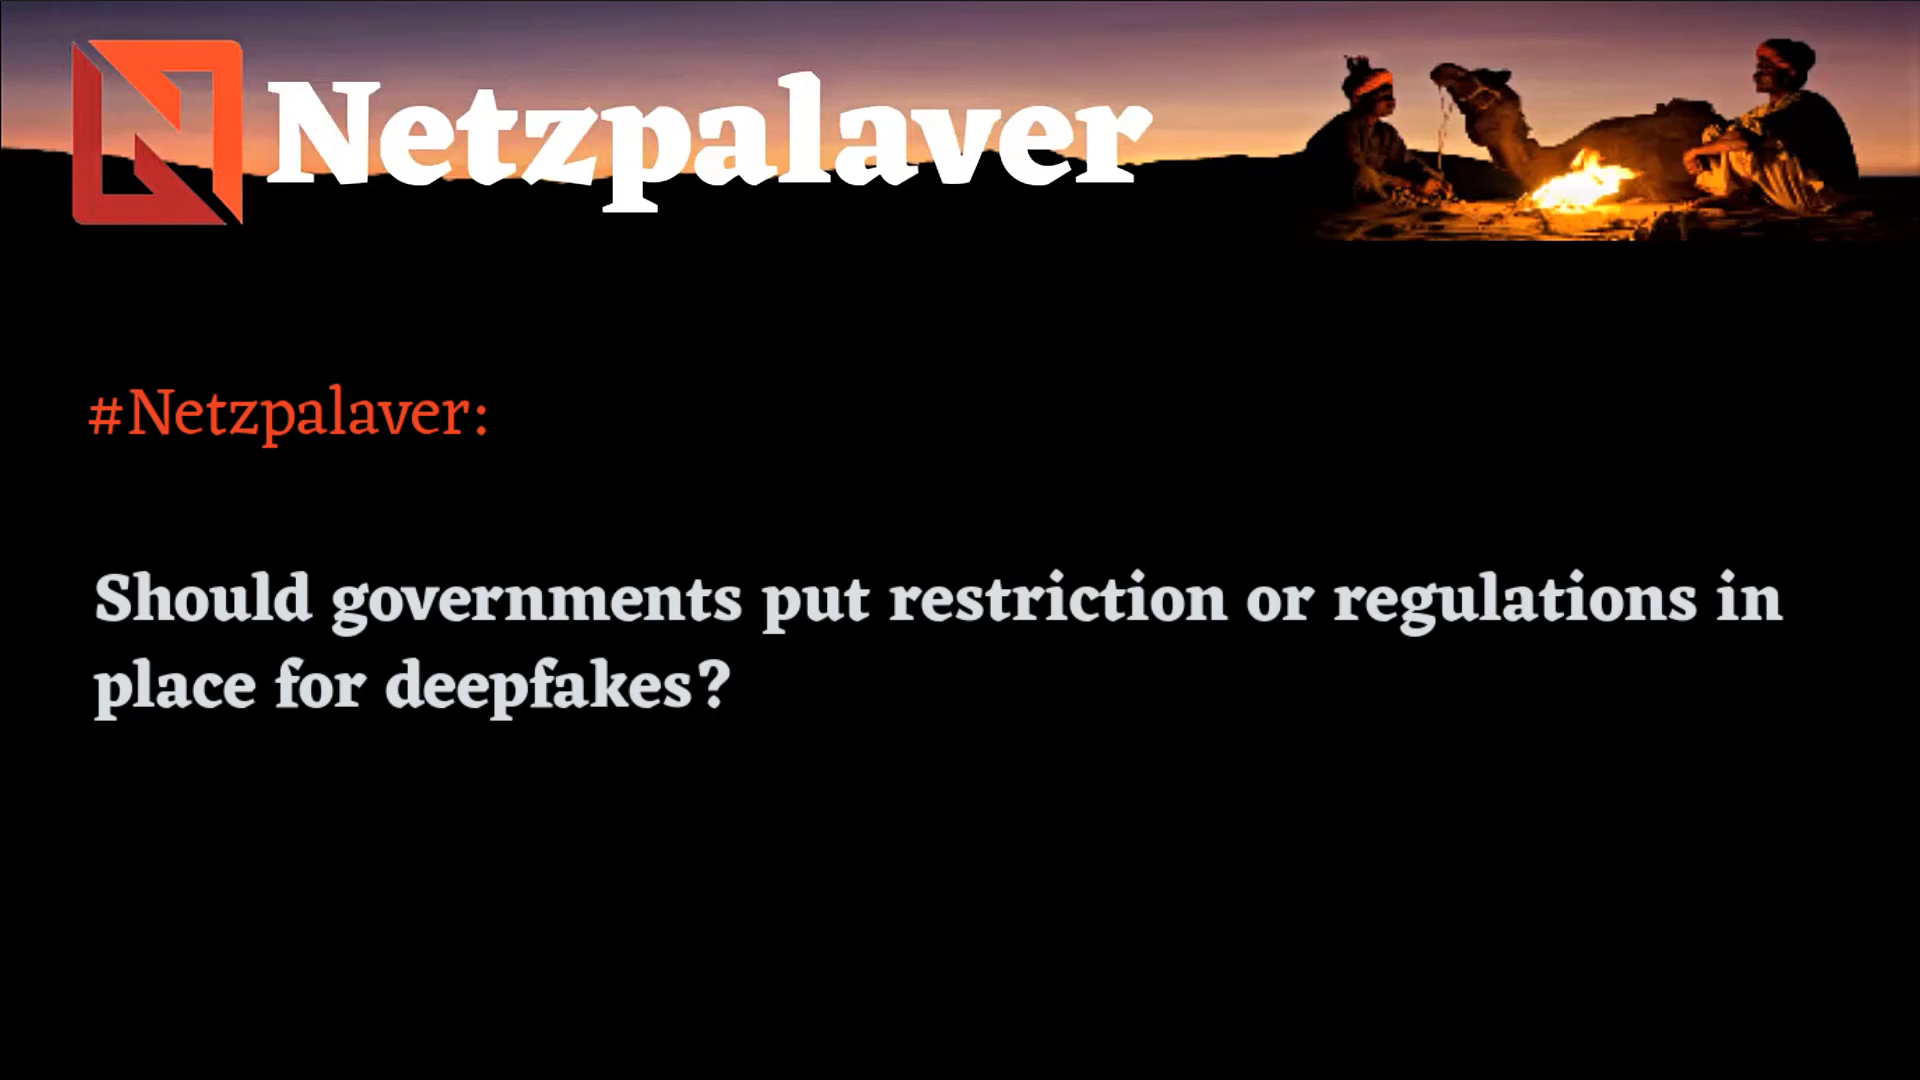 Netzpalaver
#Netzpalaver:
Should governments put restriction or regulations in
place for deepfakes?